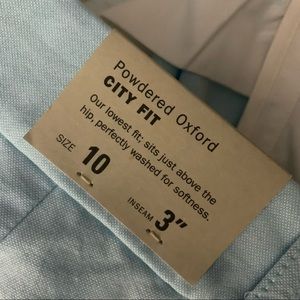 Powdered Oxford
CITY FIT
Our lowest fit: sits just above the
hip, perfectly washed for softness.
SIZE 10 INSEAM 3"